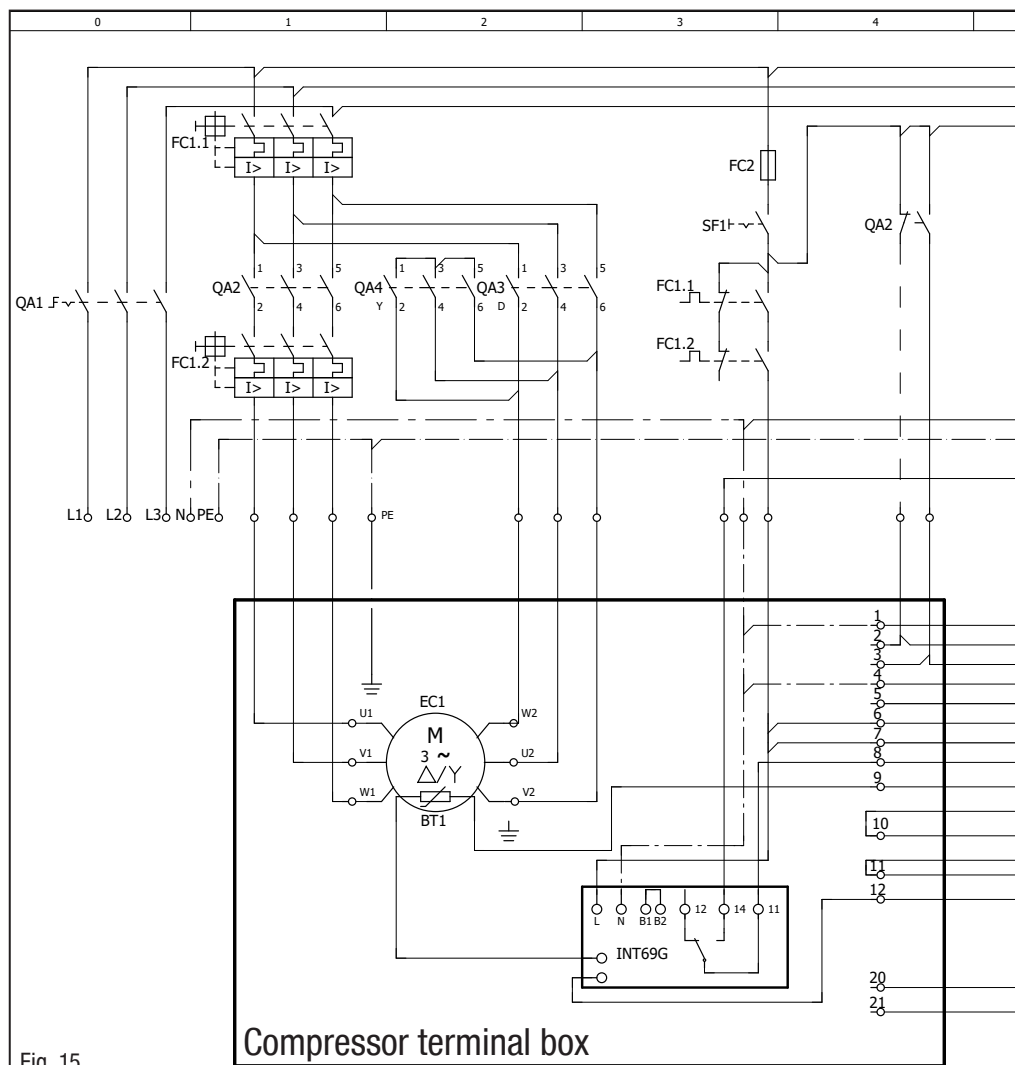 0 1 2 3 4
FC1.1
I> I> I>
FC2
SF1
QA2
QA1
QA2
1 3 5
2 4 6
QA4
Y
1 3 5
2 4 6
QA3
D
1 3 5
2 4 6
FC1.1
FC1.2
FC1.2
I> I> I>
L1 L2 L3 N PE
PE
1
2
3
4
5
6
7
8
9
10
11
12
20
21
EC1
M
3 ~
△/Y
BT1
U1
V1
W1
W2
U2
V2
L N B1 B2 12 14 11
INT69G
Compressor terminal box
Fig. 15